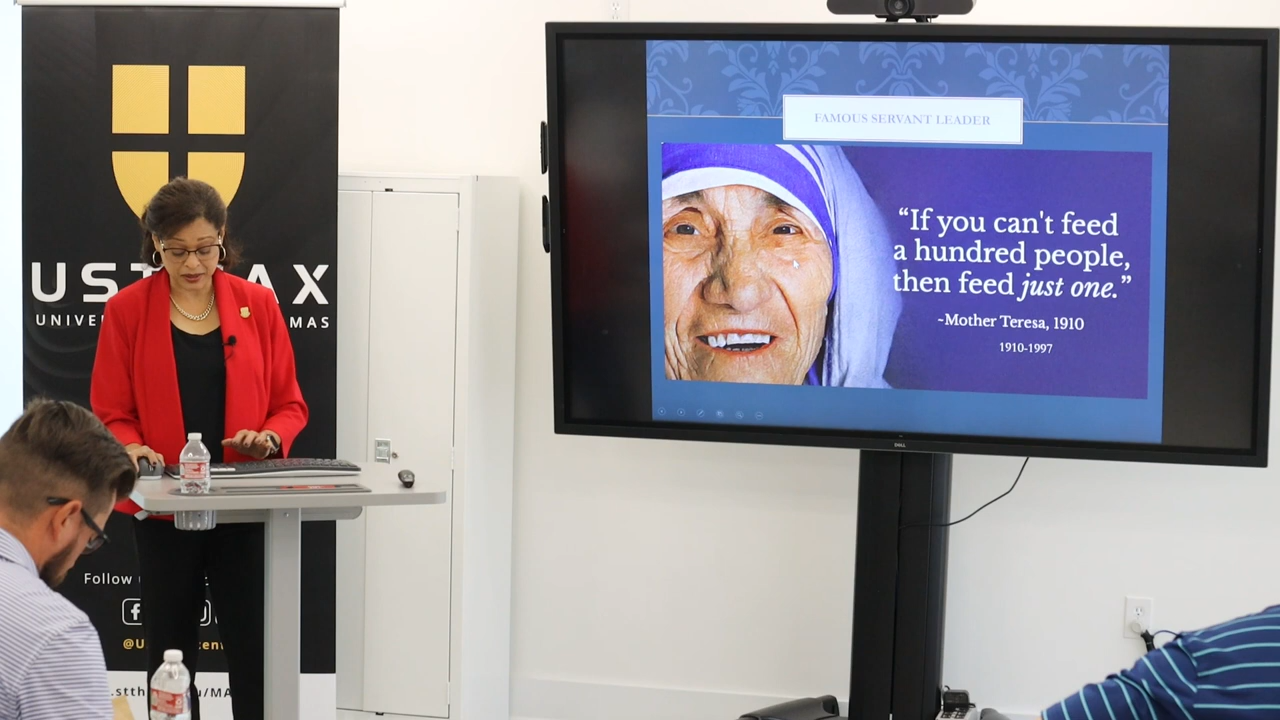 FAMOUS SERVANT LEADER
“If you can't feed
a hundred people,
then feed just one.”
-Mother Teresa, 1910
1910-1997
UST AX
UNIVE MAS
Follow
DELL